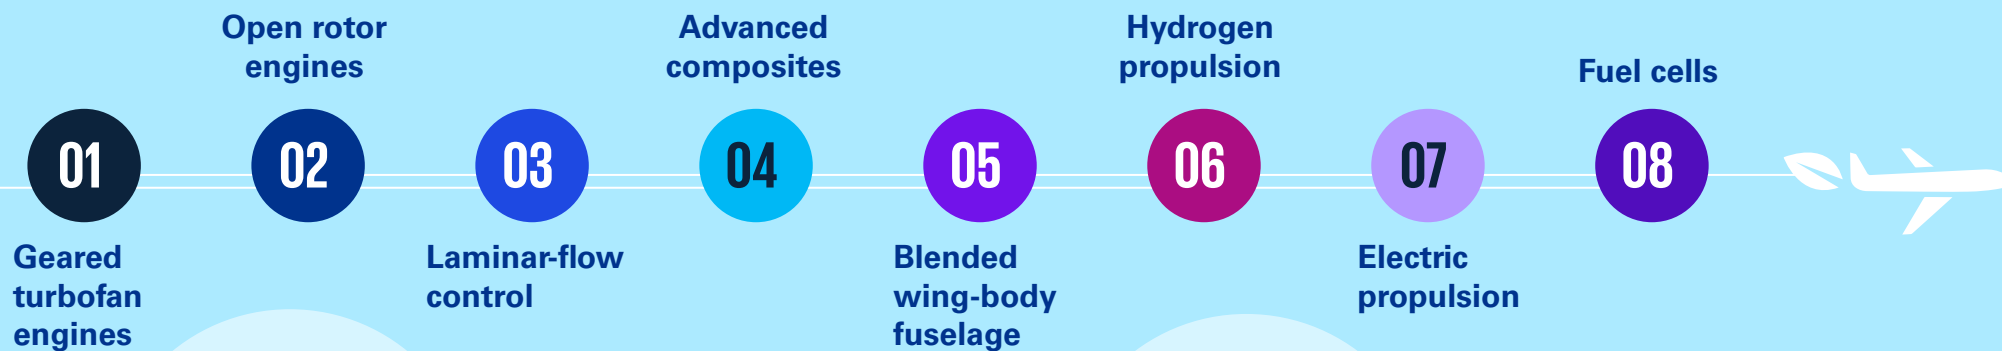 01
Geared
turbofan
engines
Open rotor
engines
02
03
Laminar-flow
control
Advanced
composites
04
05
Blended
wing-body
fuselage
Hydrogen
propulsion
06
07
Electric
propulsion
Fuel cells
08